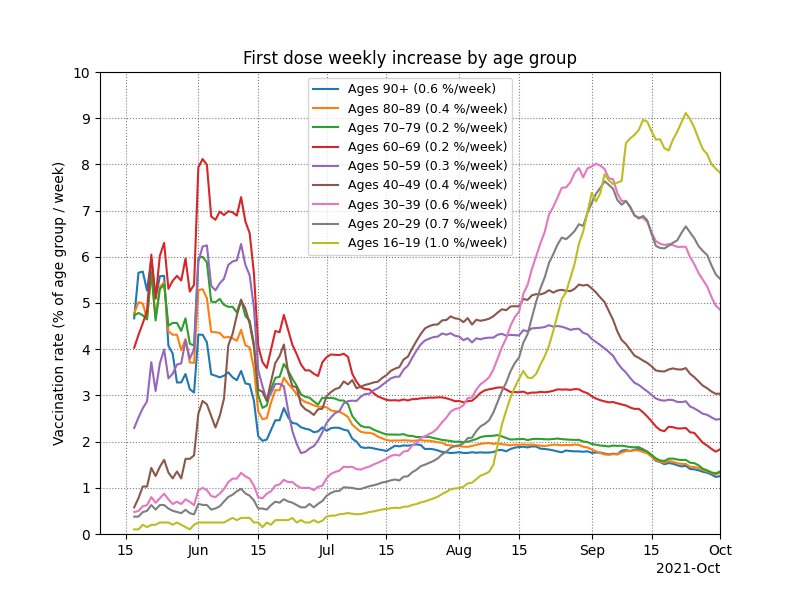 First dose weekly increase by age group
Vaccination rate (% of age group / week)
10
9
8
7
6
5
4
3
2
1
0
Ages 90+ (0.6 %/week)
Ages 80–89 (0.4 %/week)
Ages 70–79 (0.2 %/week)
Ages 60–69 (0.2 %/week)
Ages 50–59 (0.3 %/week)
Ages 40–49 (0.4 %/week)
Ages 30–39 (0.6 %/week)
Ages 20–29 (0.7 %/week)
Ages 16–19 (1.0 %/week)
15 Jun 15 Jul 15 Aug 15 Sep 15 Oct
2021-Oct